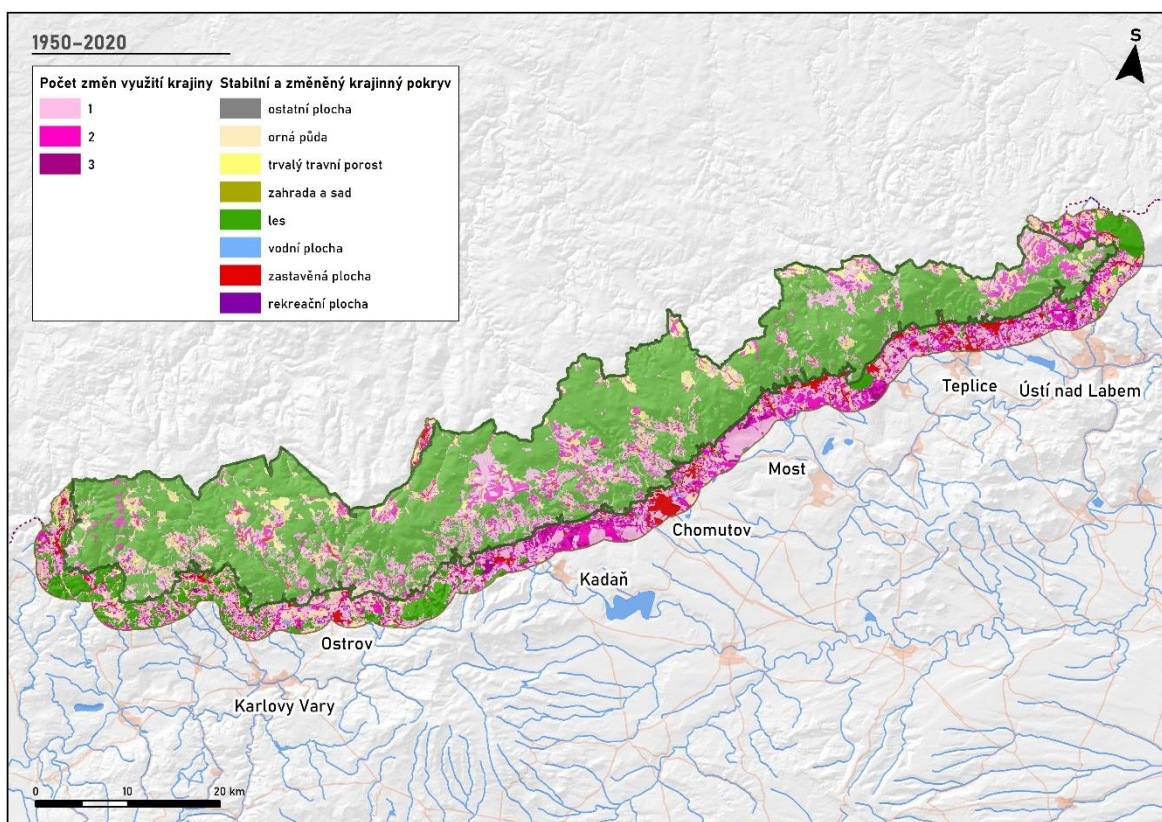 1950–2020
S
Počet změn využití krajiny
1
2
3
Stabilní a změněný krajinný pokryv
ostatní plocha
orná půda
trvalý travní porost
zahrada a sad
les
vodní plocha
zastavěná plocha
rekreační plocha
Teplice
Ústí nad Labem
Most
Chomutov
Kadaň
Ostrov
Karlovy Vary
0 10 20 km